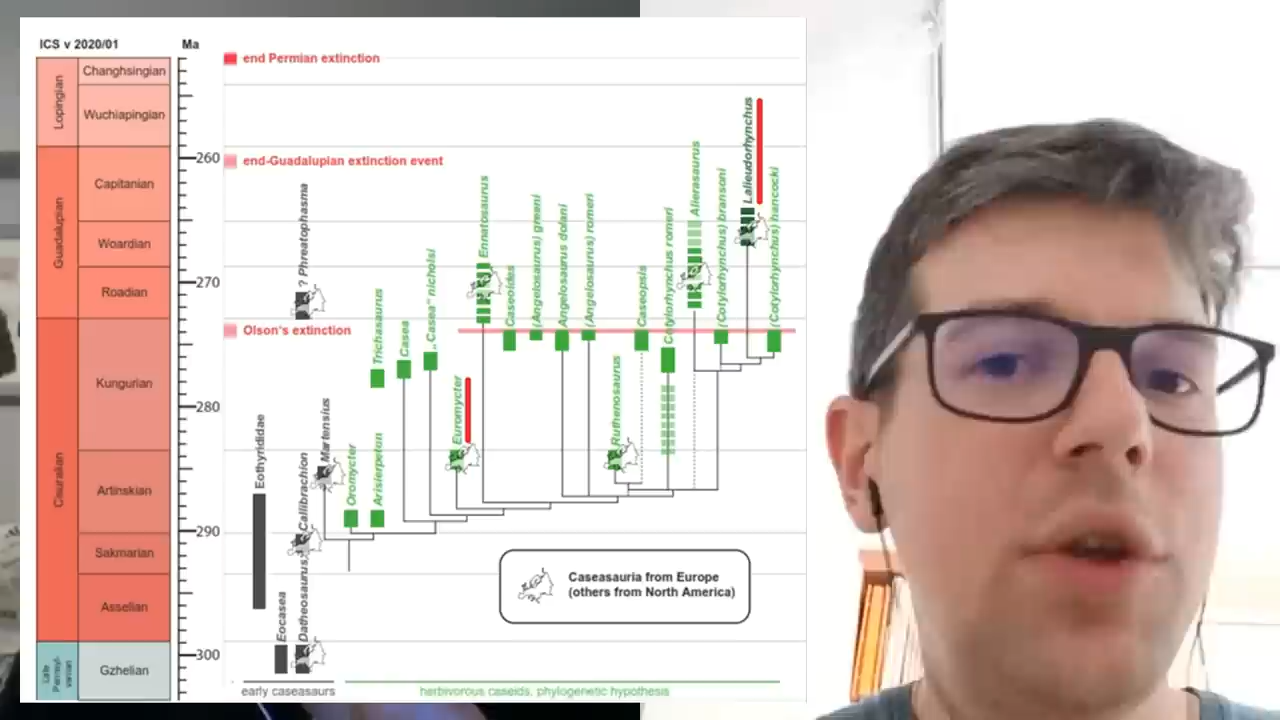 ICS v 2020/01
Ma
end Permian extinction
Changhsingian
Lopingian
Wuchiapingian
260
end-Guadalupian extinction event
Guadalupian
Capitanian
Woardian
Roadian
270
Olson's extinction
Cisuralian
Kungurian
280
Artinskian
290
Sakmarian
Asselian
300
Gzhelian
Eothyrididae
Eocasea
Datheosaurus
Callibrachion
? Phreatophasma
Martensius
Oromycter
Arisierpeton
Trichasaurus
Casea
"Casea" nicholsi
Euromycter
Ennatosaurus
Caseoides
(Angelosaurus) greeni
Angelosaurus dolani
(Angelosaurus) romeri
Ruthenosaurus
Caseopsis
Cotylorhynchus romeri
Alierasaurus
(Cotylorhynchus) bransoni
Lalieudorhynchus
(Cotylorhynchus) hancocki
Caseasauria from Europe
(others from North America)
early caseasaurs
herbivorous caseids, phylogenetic hypothesis